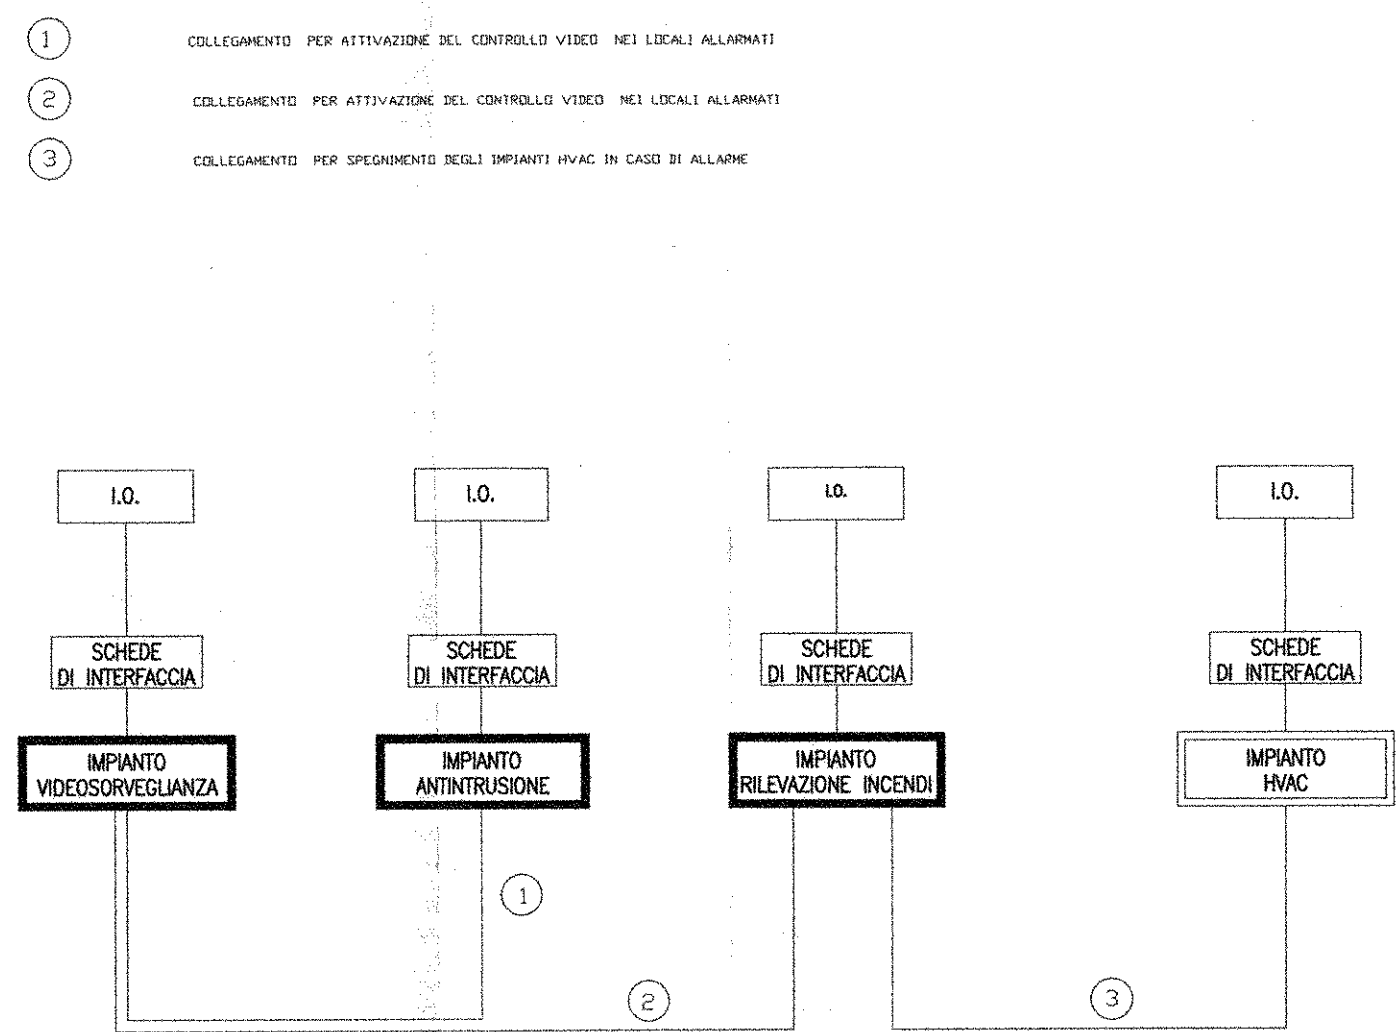 1 COLLEGAMENTO PER ATTIVAZIONE DEL CONTROLLO VIDEO NEI LOCALI ALLARMATI
2 COLLEGAMENTO PER ATTIVAZIONE DEL CONTROLLO VIDEO NEI LOCALI ALLARMATI
3 COLLEGAMENTO PER SPEGNIMENTO DEGLI IMPIANTI HVAC IN CASO DI ALLARME
I.O.
I.O.
I.O.
I.O.
SCHEDE
DI INTERFACCIA
SCHEDE
DI INTERFACCIA
SCHEDE
DI INTERFACCIA
SCHEDE
DI INTERFACCIA
IMPIANTO
VIDEOSORVEGLIANZA
IMPIANTO
ANTINTRUSIONE
IMPIANTO
RILEVAZIONE INCENDI
IMPIANTO
HVAC
1
2
3